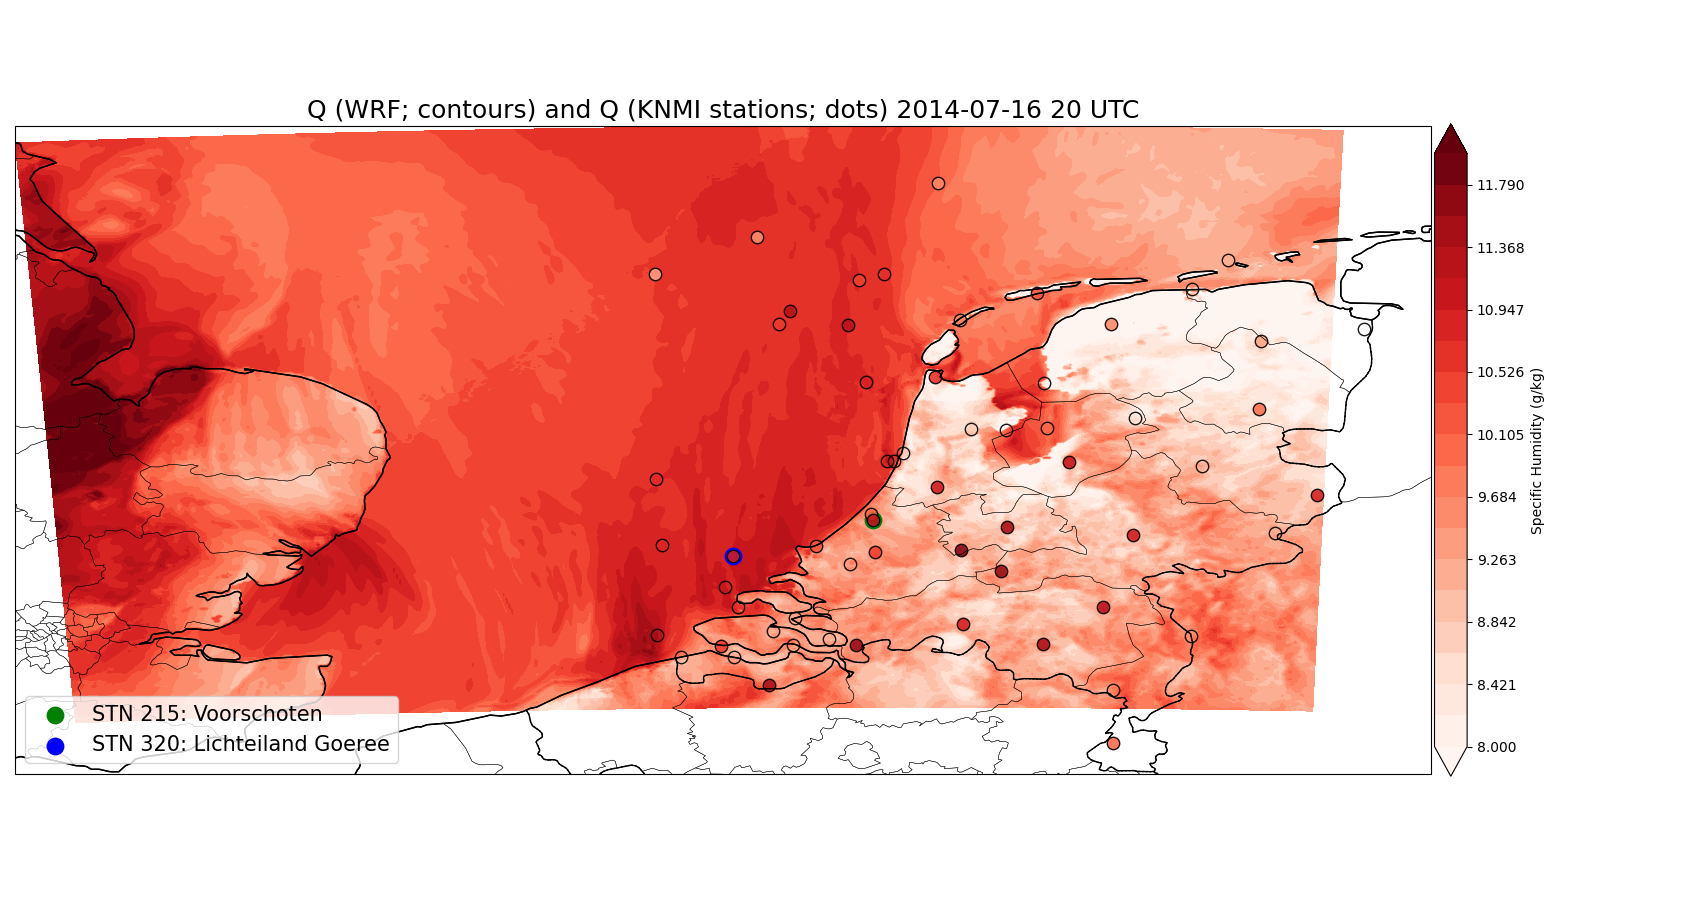 Q (WRF; contours) and Q (KNMI stations; dots) 2014-07-16 20 UTC
11.790
11.368
10.947
10.526
10.105
9.684
9.263
8.842
8.421
8.000
Specific Humidity (g/kg)
STN 215: Voorschoten
STN 320: Lichteiland Goeree